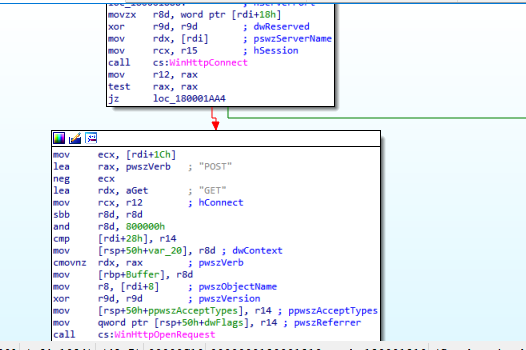 movzx r8d, word ptr [rdi+18h]
xor r9d, r9d ; dwReserved
mov rdx, [rdi] ; pswzServerName
mov rcx, r15 ; hSession
call cs:WinHttpConnect
mov r12, rax
test rax, rax
jz loc_180001AA4
mov ecx, [rdi+1Ch]
lea rax, pwszVerb ; "POST"
neg ecx
lea rdx, aGet ; "GET"
mov rcx, r12 ; hConnect
sbb r8d, r8d
and r8d, 800000h
cmp [rdi+28h], r14
mov [rsp+50h+var_20], r8d ; dwContext
cmovnz rdx, rax ; pwszVerb
mov [rbp+Buffer], r8d
mov r8, [rdi+8] ; pwszObjectName
xor r9d, r9d ; pwszVersion
mov [rsp+50h+ppwszAcceptTypes], r14 ; ppwszAcceptTypes
mov qword ptr [rsp+50h+dwFlags], r14 ; pwszReferrer
call cs:WinHttpOpenRequest